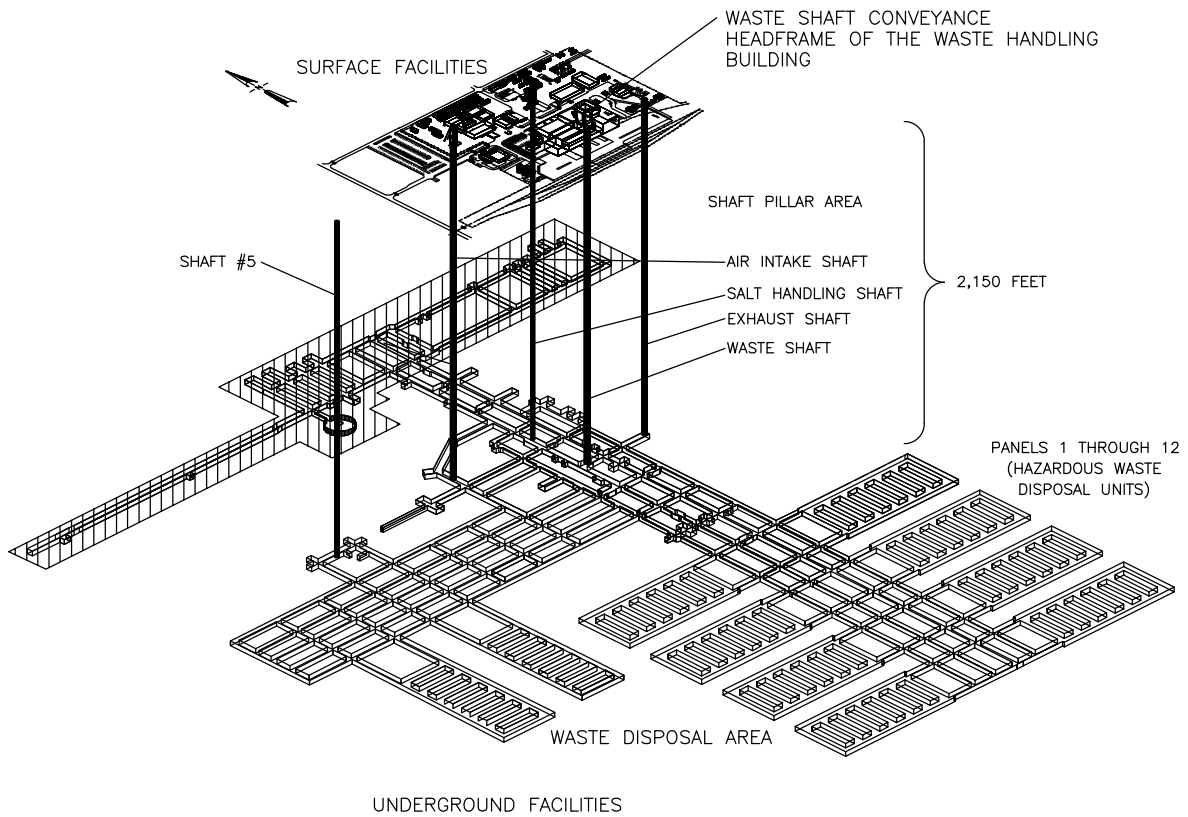 WASTE SHAFT CONVEYANCE
HEADFRAME OF THE WASTE HANDLING
BUILDING
SURFACE FACILITIES
SHAFT PILLAR AREA
SHAFT #5
AIR INTAKE SHAFT
2,150 FEET
SALT HANDLING SHAFT
EXHAUST SHAFT
WASTE SHAFT
PANELS 1 THROUGH 12
(HAZARDOUS WASTE
DISPOSAL UNITS)
WASTE DISPOSAL AREA
UNDERGROUND FACILITIES